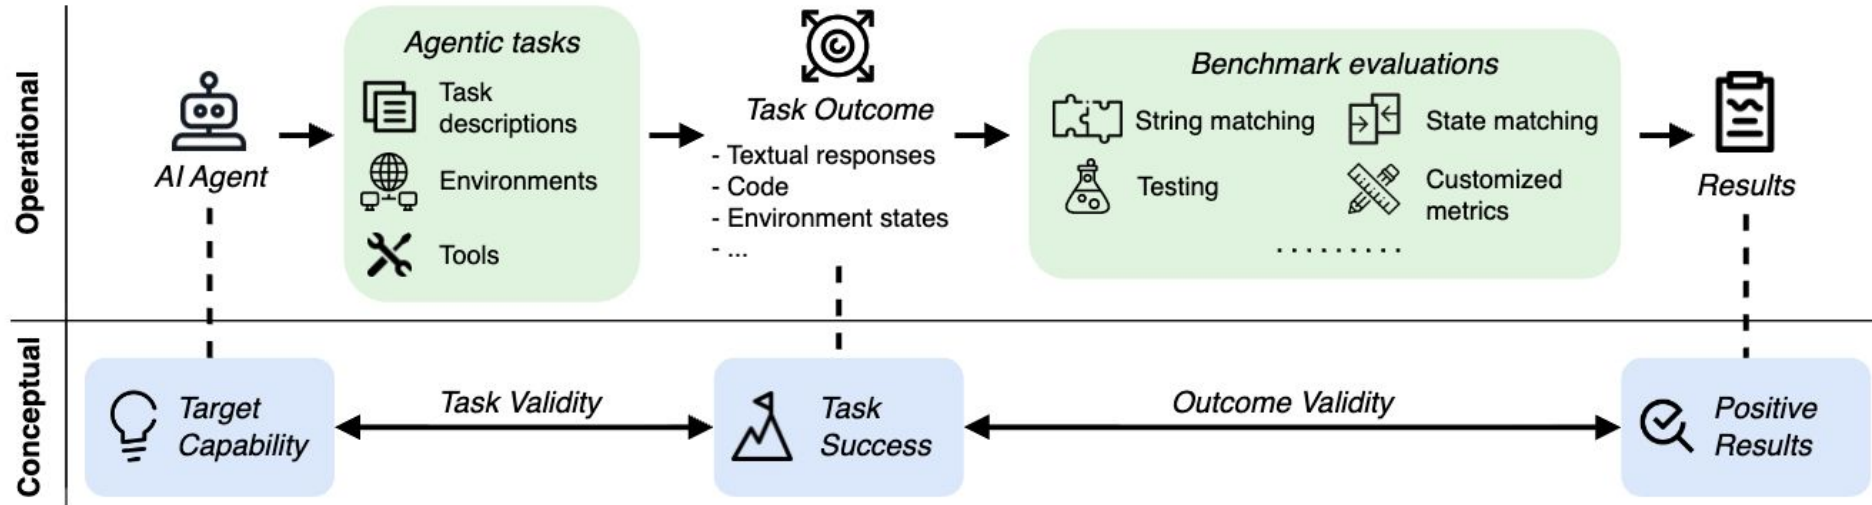 Operational
AI Agent
Agentic tasks
Task
descriptions
Environments
Tools
Task Outcome
- Textual responses
- Code
- Environment states
- ...
Benchmark evaluations
String matching
State matching
Testing
Customized
metrics
.........
Results
Conceptual
Target
Capability
Task Validity
Task
Success
Outcome Validity
Positive
Results